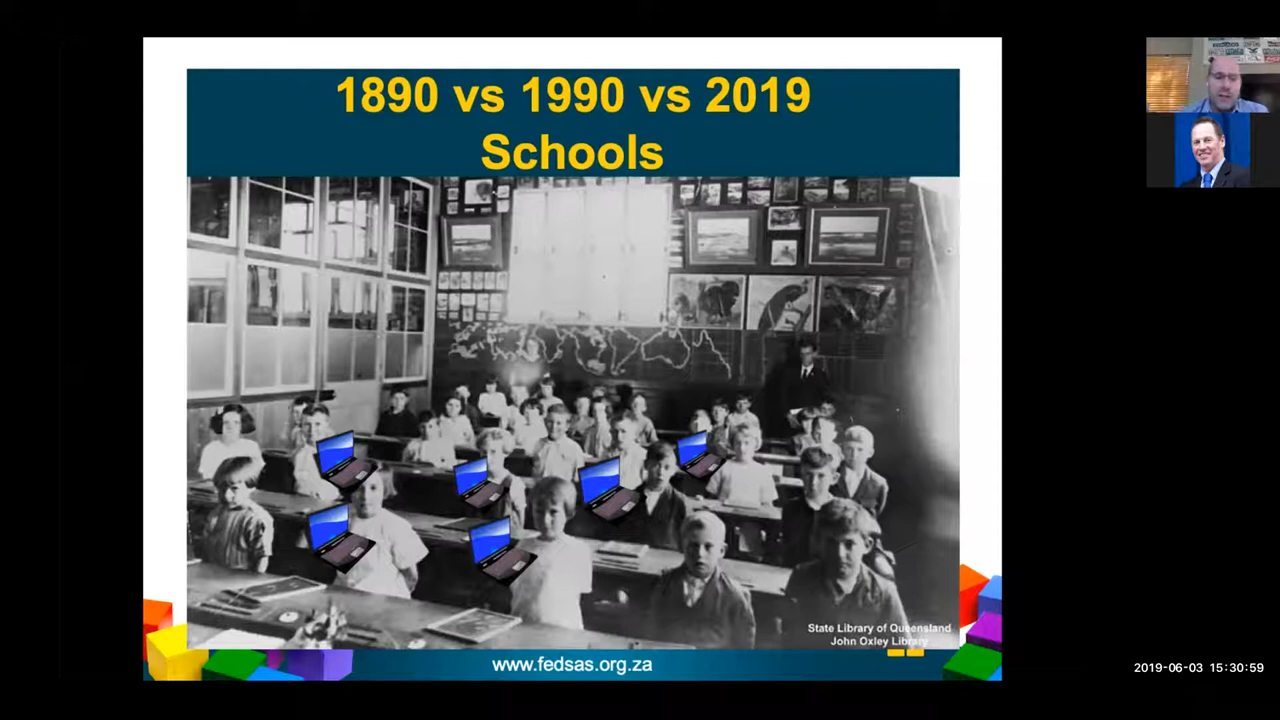 1890 vs 1990 vs 2019
Schools
State Library of Queensland
John Oxley Library
www.fedsas.org.za
2019-06-03 15:30:59